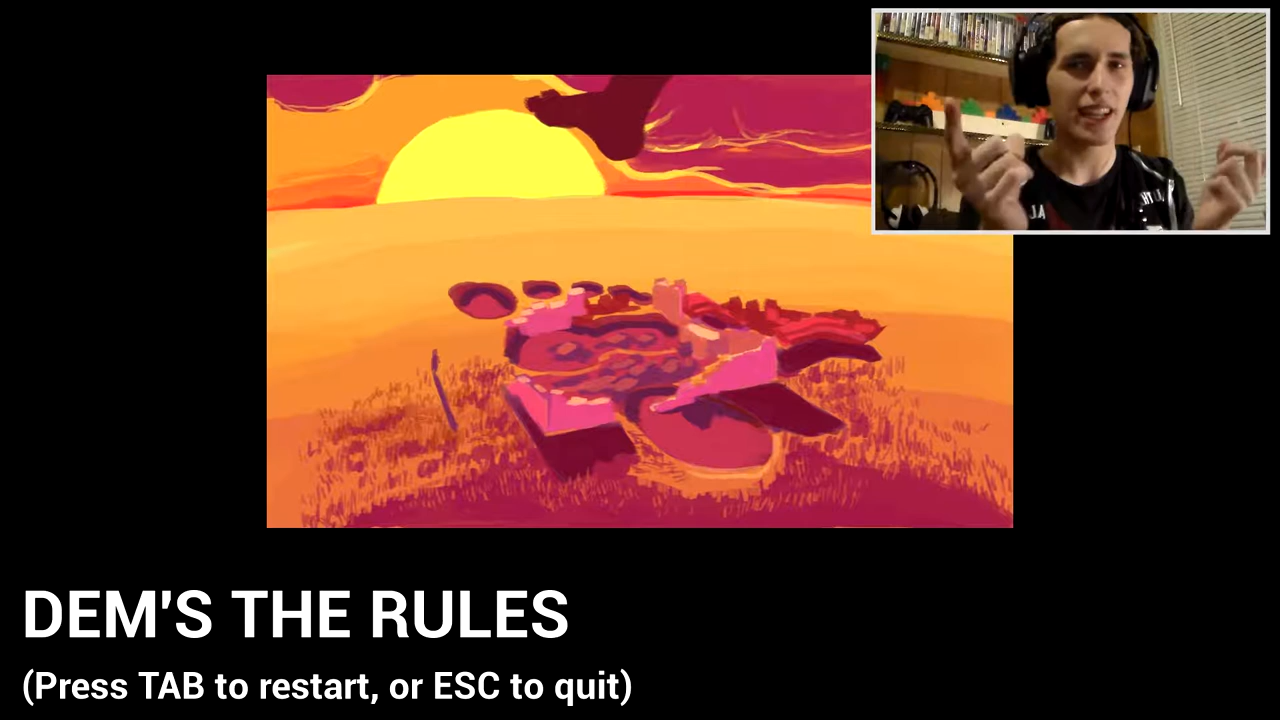 DEM'S THE RULES
(Press TAB to restart, or ESC to quit)